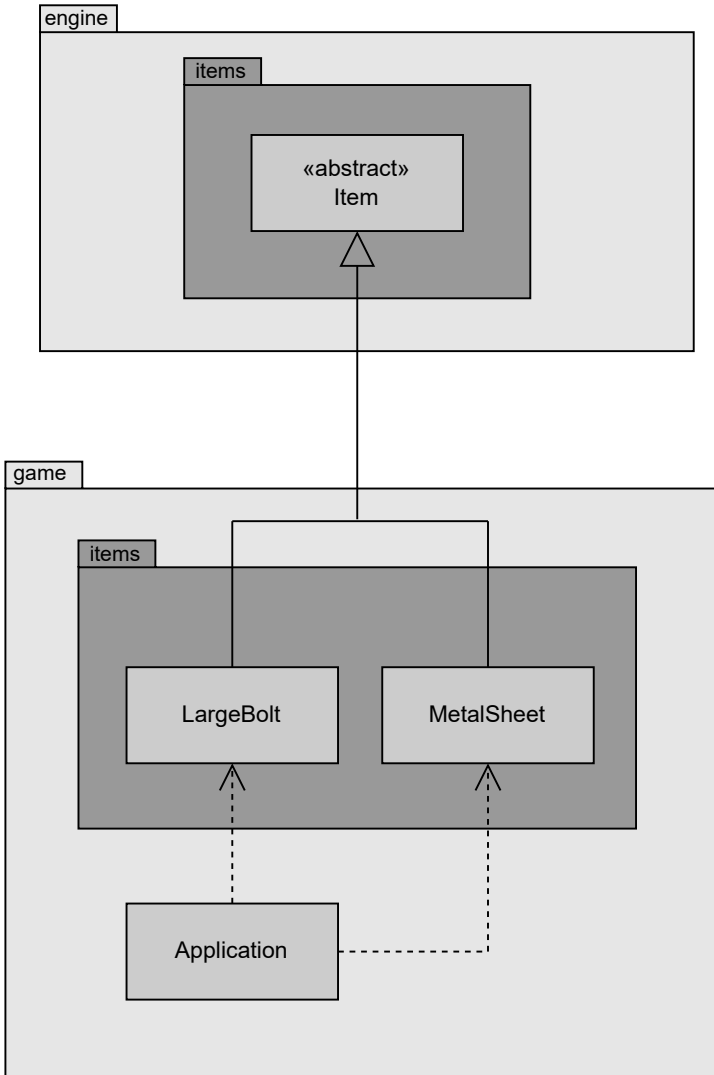 engine
items
«abstract»
Item
game
items
LargeBolt
MetalSheet
Application